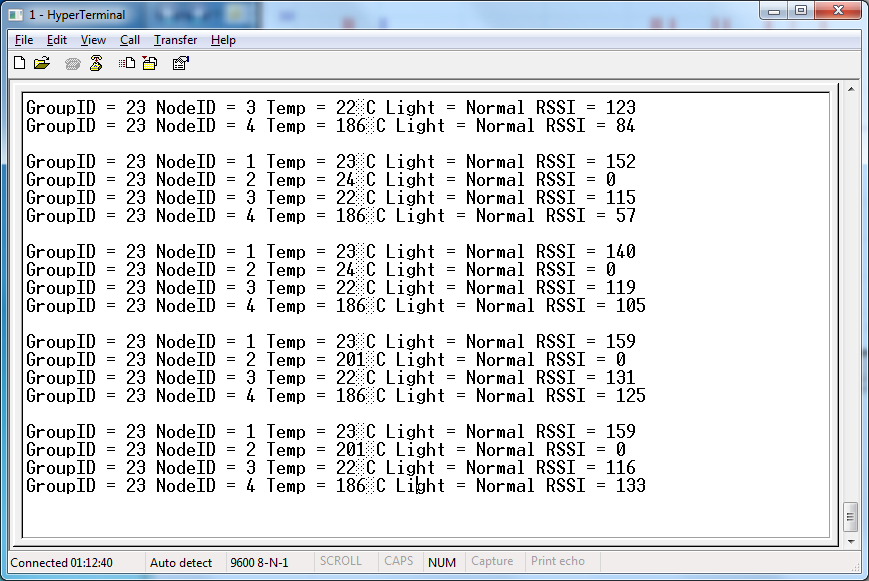 1 - HyperTerminal
File Edit View Call Transfer Help
GroupID = 23 NodeID = 3 Temp = 22░C Light = Normal RSSI = 123
GroupID = 23 NodeID = 4 Temp = 186░C Light = Normal RSSI = 84
GroupID = 23 NodeID = 1 Temp = 23░C Light = Normal RSSI = 152
GroupID = 23 NodeID = 2 Temp = 24░C Light = Normal RSSI = 0
GroupID = 23 NodeID = 3 Temp = 22░C Light = Normal RSSI = 115
GroupID = 23 NodeID = 4 Temp = 186░C Light = Normal RSSI = 57
GroupID = 23 NodeID = 1 Temp = 23░C Light = Normal RSSI = 140
GroupID = 23 NodeID = 2 Temp = 24░C Light = Normal RSSI = 0
GroupID = 23 NodeID = 3 Temp = 22░C Light = Normal RSSI = 119
GroupID = 23 NodeID = 4 Temp = 186░C Light = Normal RSSI = 105
GroupID = 23 NodeID = 1 Temp = 23░C Light = Normal RSSI = 159
GroupID = 23 NodeID = 2 Temp = 201░C Light = Normal RSSI = 0
GroupID = 23 NodeID = 3 Temp = 22░C Light = Normal RSSI = 131
GroupID = 23 NodeID = 4 Temp = 186░C Light = Normal RSSI = 125
GroupID = 23 NodeID = 1 Temp = 23░C Light = Normal RSSI = 159
GroupID = 23 NodeID = 2 Temp = 201░C Light = Normal RSSI = 0
GroupID = 23 NodeID = 3 Temp = 22░C Light = Normal RSSI = 116
GroupID = 23 NodeID = 4 Temp = 186░C Light = Normal RSSI = 133
Connected 01:12:40 Auto detect 9600 8-N-1 SCROLL CAPS NUM Capture Print echo